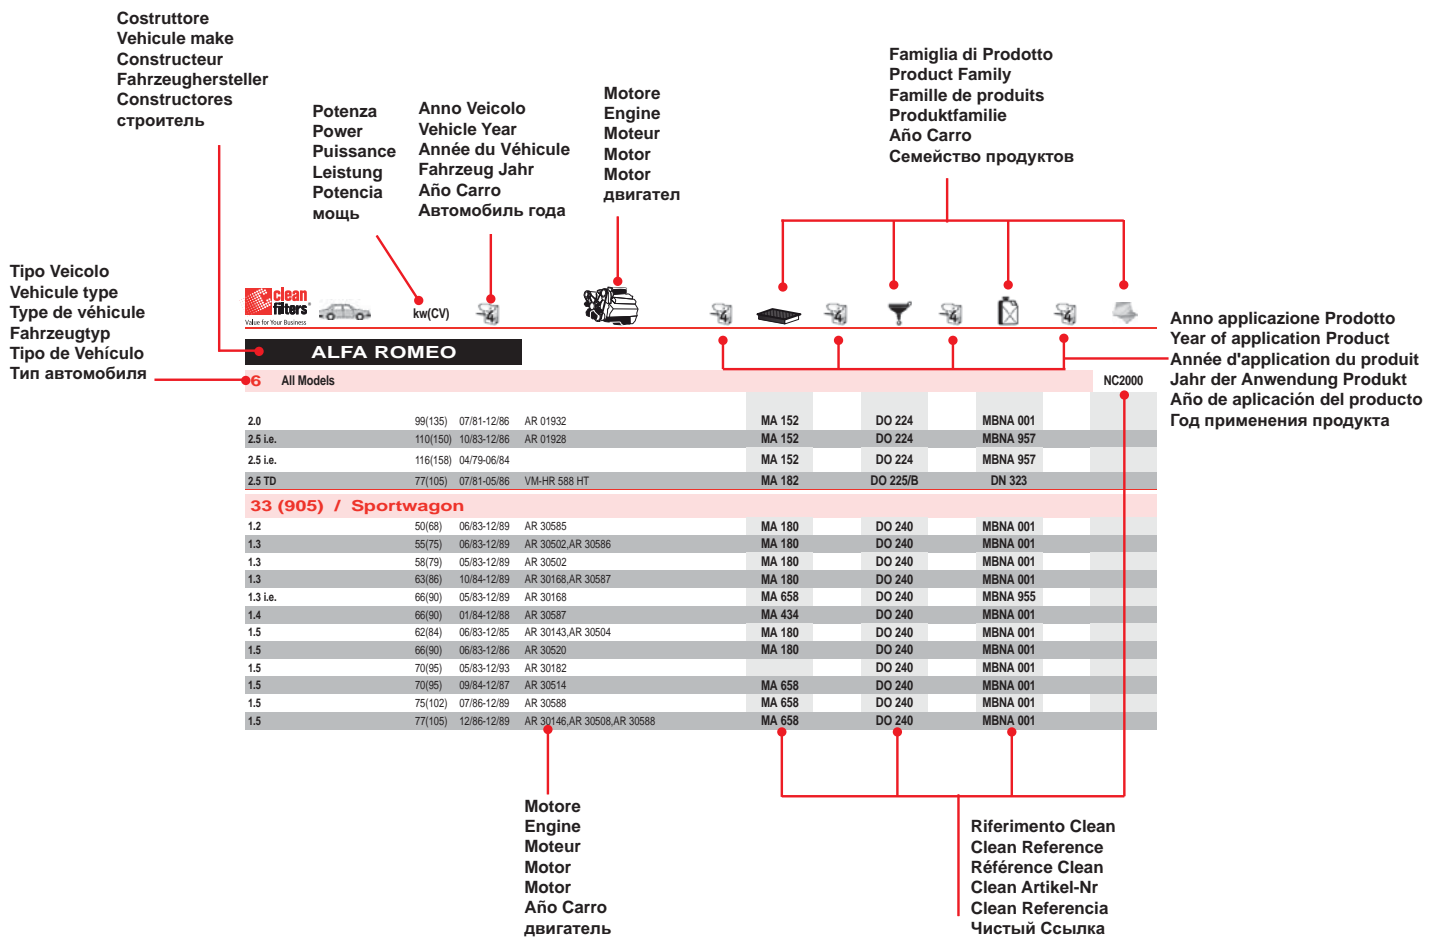 Costruttore
Vehicule make
Constructeur
Fahrzeughersteller
Constructores
строитель
Potenza
Power
Puissance
Leistung
Potencia
мощь
Anno Veicolo
Vehicle Year
Année du Véhicule
Fahrzeug Jahr
Año Carro
Автомобиль года
Motore
Engine
Moteur
Motor
Motor
двигател
Famiglia di Prodotto
Product Family
Famille de produits
Produktfamilie
Año Carro
Семейство продуктов
Tipo Veicolo
Vehicule type
Type de véhicule
Fahrzeugtyp
Tipo de Vehículo
Тип автомобиля
clean
filters
Value for Your Business
kw(CV) 4 4 4 4 4
Anno applicazione Prodotto
Year of application Product
Année d'application du produit
Jahr der Anwendung Produkt
Año de aplicación del producto
Год применения продукта
ALFA ROMEO
6 All Models NC2000
2.0 99(135) 07/81-12/86 AR 01932 MA 152 DO 224 MBNA 001
2.5 i.e. 110(150) 10/83-12/86 AR 01928 MA 152 DO 224 MBNA 957
2.5 i.e. 116(158) 04/79-06/84 MA 152 DO 224 MBNA 957
2.5 TD 77(105) 07/81-05/86 VM-HR 588 HT MA 182 DO 225/B DN 323
33 (905) / Sportwagon
1.2 50(68) 06/83-12/89 AR 30585 MA 180 DO 240 MBNA 001
1.3 55(75) 06/83-12/89 AR 30502,AR 30586 MA 180 DO 240 MBNA 001
1.3 58(79) 05/83-12/89 AR 30502 MA 180 DO 240 MBNA 001
1.3 63(86) 10/84-12/89 AR 30168,AR 30587 MA 180 DO 240 MBNA 001
1.3 i.e. 66(90) 05/83-12/89 AR 30168 MA 658 DO 240 MBNA 955
1.4 66(90) 01/84-12/88 AR 30587 MA 434 DO 240 MBNA 001
1.5 62(84) 06/83-12/85 AR 30143,AR 30504 MA 180 DO 240 MBNA 001
1.5 66(90) 06/83-12/86 AR 30520 MA 180 DO 240 MBNA 001
1.5 70(95) 05/83-12/93 AR 30182 DO 240 MBNA 001
1.5 70(95) 09/84-12/87 AR 30514 MA 658 DO 240 MBNA 001
1.5 75(102) 07/86-12/89 AR 30588 MA 658 DO 240 MBNA 001
1.5 77(105) 12/86-12/89 AR 30146,AR 30508,AR 30588 MA 658 DO 240 MBNA 001
Motore
Engine
Moteur
Motor
Motor
Año Carro
двигатель
Riferimento Clean
Clean Reference
Référence Clean
Clean Artikel-Nr
Clean Referencia
Чистый Ссылка